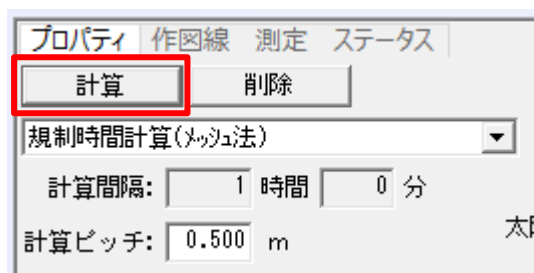 プロパティ 作図線 測定 ステータス
計算 削除
規制時間計算(ﾒｯｼｭ法)
計算間隔: 1 時間 0 分
計算ピッチ: 0.500 m
太